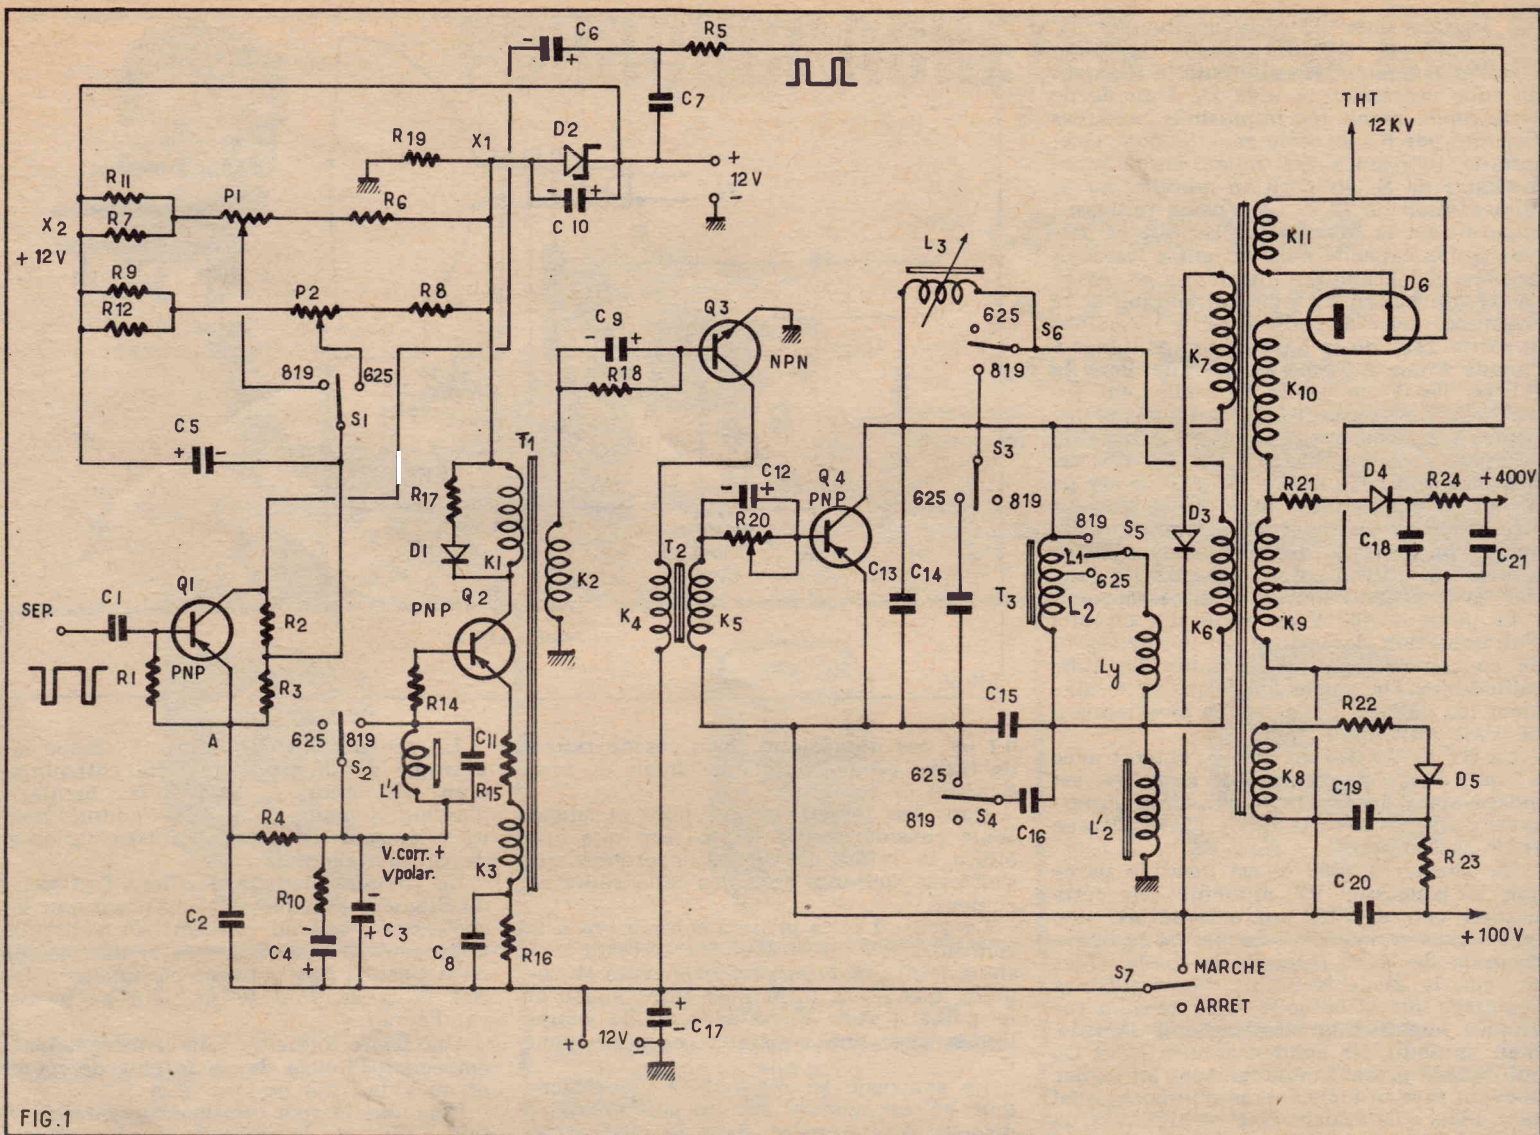 C6
- +
R5
C7
THT
12 KV
R19
X1
D2
+
12V
-
- +
C10
R11
P1
R6
R7
X2
+ 12V
R9
P2
R8
R12
K11
D6
L3
625
S6
819
Q3
NPN
C9
- +
R18
K7
K10
819
625
S1
C5
+ -
T1
R17
D1
K1
K2
C12
- +
Q4
PNP
R20
S3
625
819
R21
D4
R24
+400V
C18
C21
D3
819
S5
L1
625
T3
L2
T2
K4
K5
C13
C14
K6
K9
Q1
SEP.
C1
PNP
R1
R2
R3
Q2
PNP
R14
Ly
A
625
819
S2
L'1
C11
R15
C15
R22
K8
D5
C19
R23
625
819
S4
C16
L'2
R4
V.corr. +
Vpolar.
K3
C2
R10
-
C3
+
-
C4
+
C8
R16
C20
+100V
S7
MARCHE
ARRET
+
12V
-
+
-
C17
FIG.1